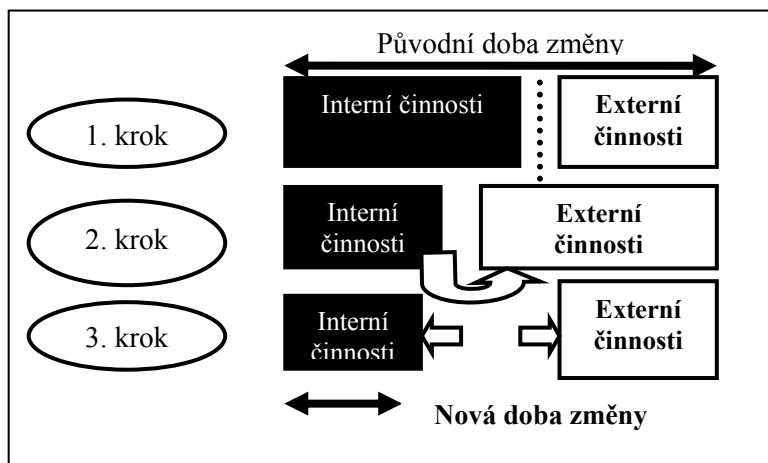 Původní doba změny
1. krok
Interní činnosti
Externí
činnosti
2. krok
Interní
činnosti
Externí
činnosti
3. krok
Interní
činnosti
Externí
činnosti
Nová doba změny